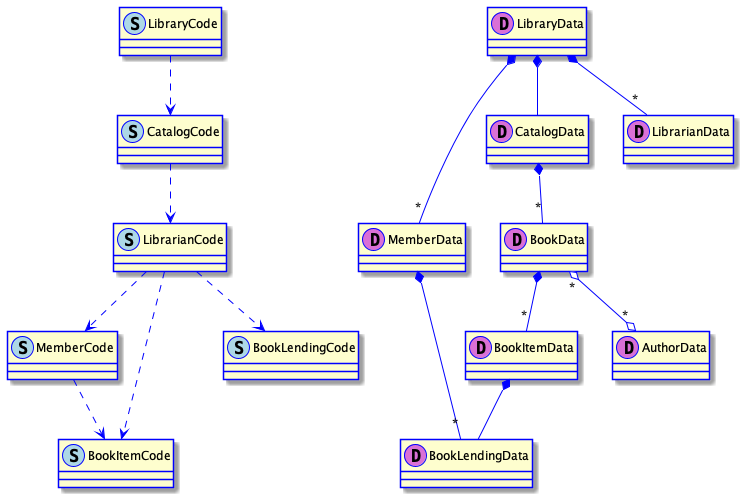 S LibraryCode
D LibraryData
S CatalogCode
D CatalogData
*
D LibrarianData
S LibrarianCode
*
D MemberData
*
D BookData
*
*
*
S MemberCode
S BookLendingCode
D BookItemData
D AuthorData
*
S BookItemCode
D BookLendingData